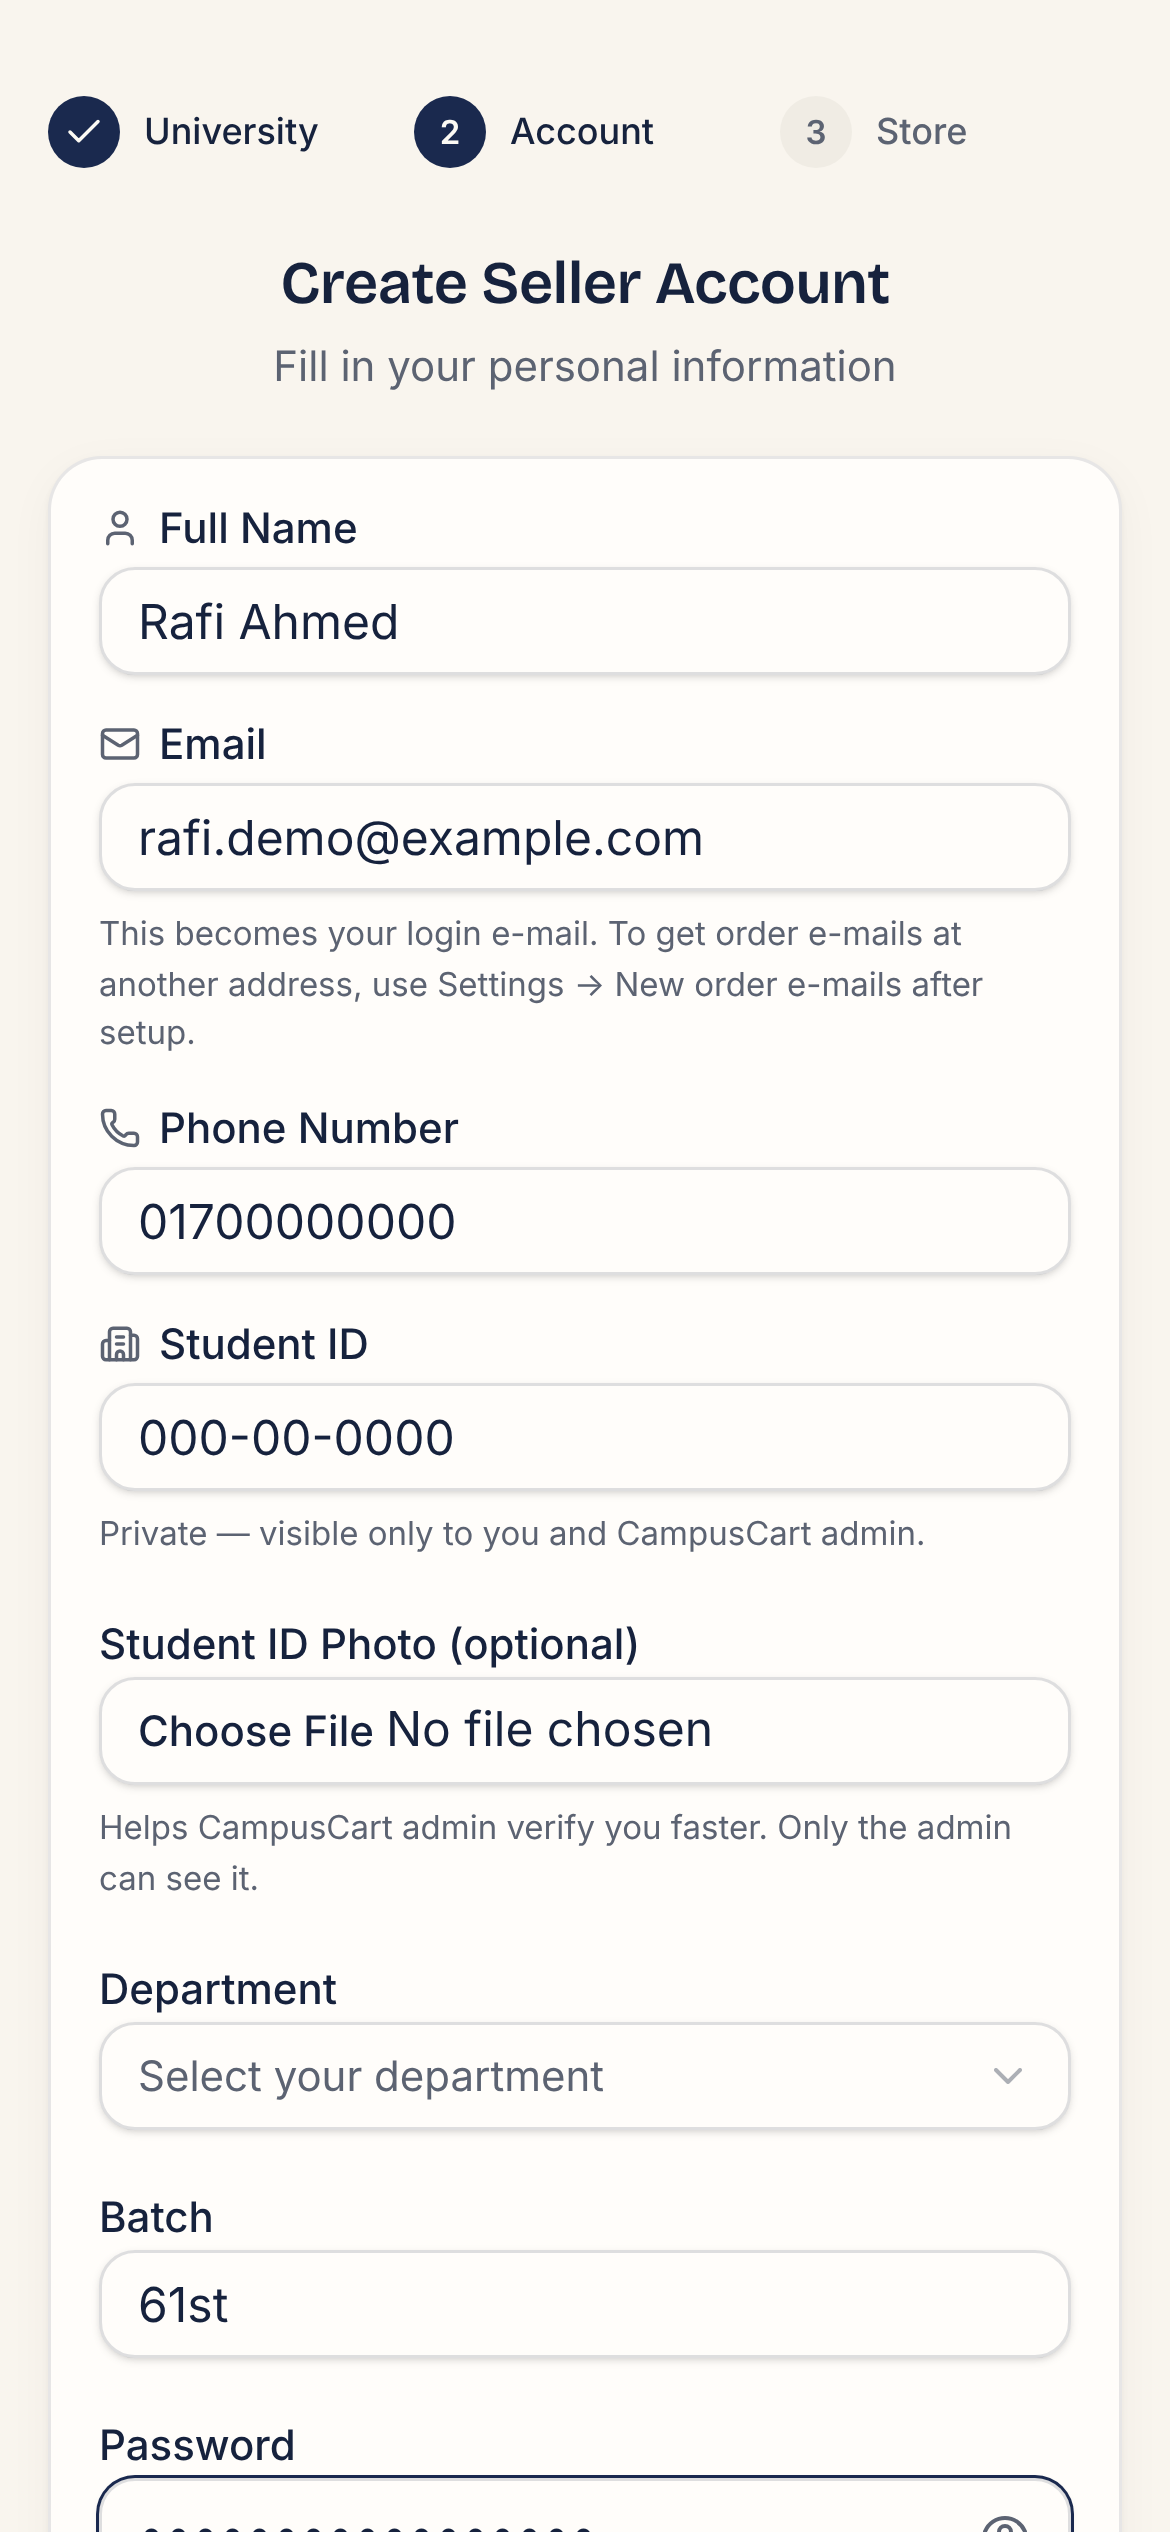 University
2 Account
3 Store
Create Seller Account
Fill in your personal information
Full Name
Rafi Ahmed
Email
rafi.demo@example.com
This becomes your login e-mail. To get order e-mails at
another address, use Settings → New order e-mails after
setup.
Phone Number
01700000000
Student ID
000-00-0000
Private — visible only to you and CampusCart admin.
Student ID Photo (optional)
Choose File No file chosen
Helps CampusCart admin verify you faster. Only the admin
can see it.
Department
Select your department
Batch
61st
Password